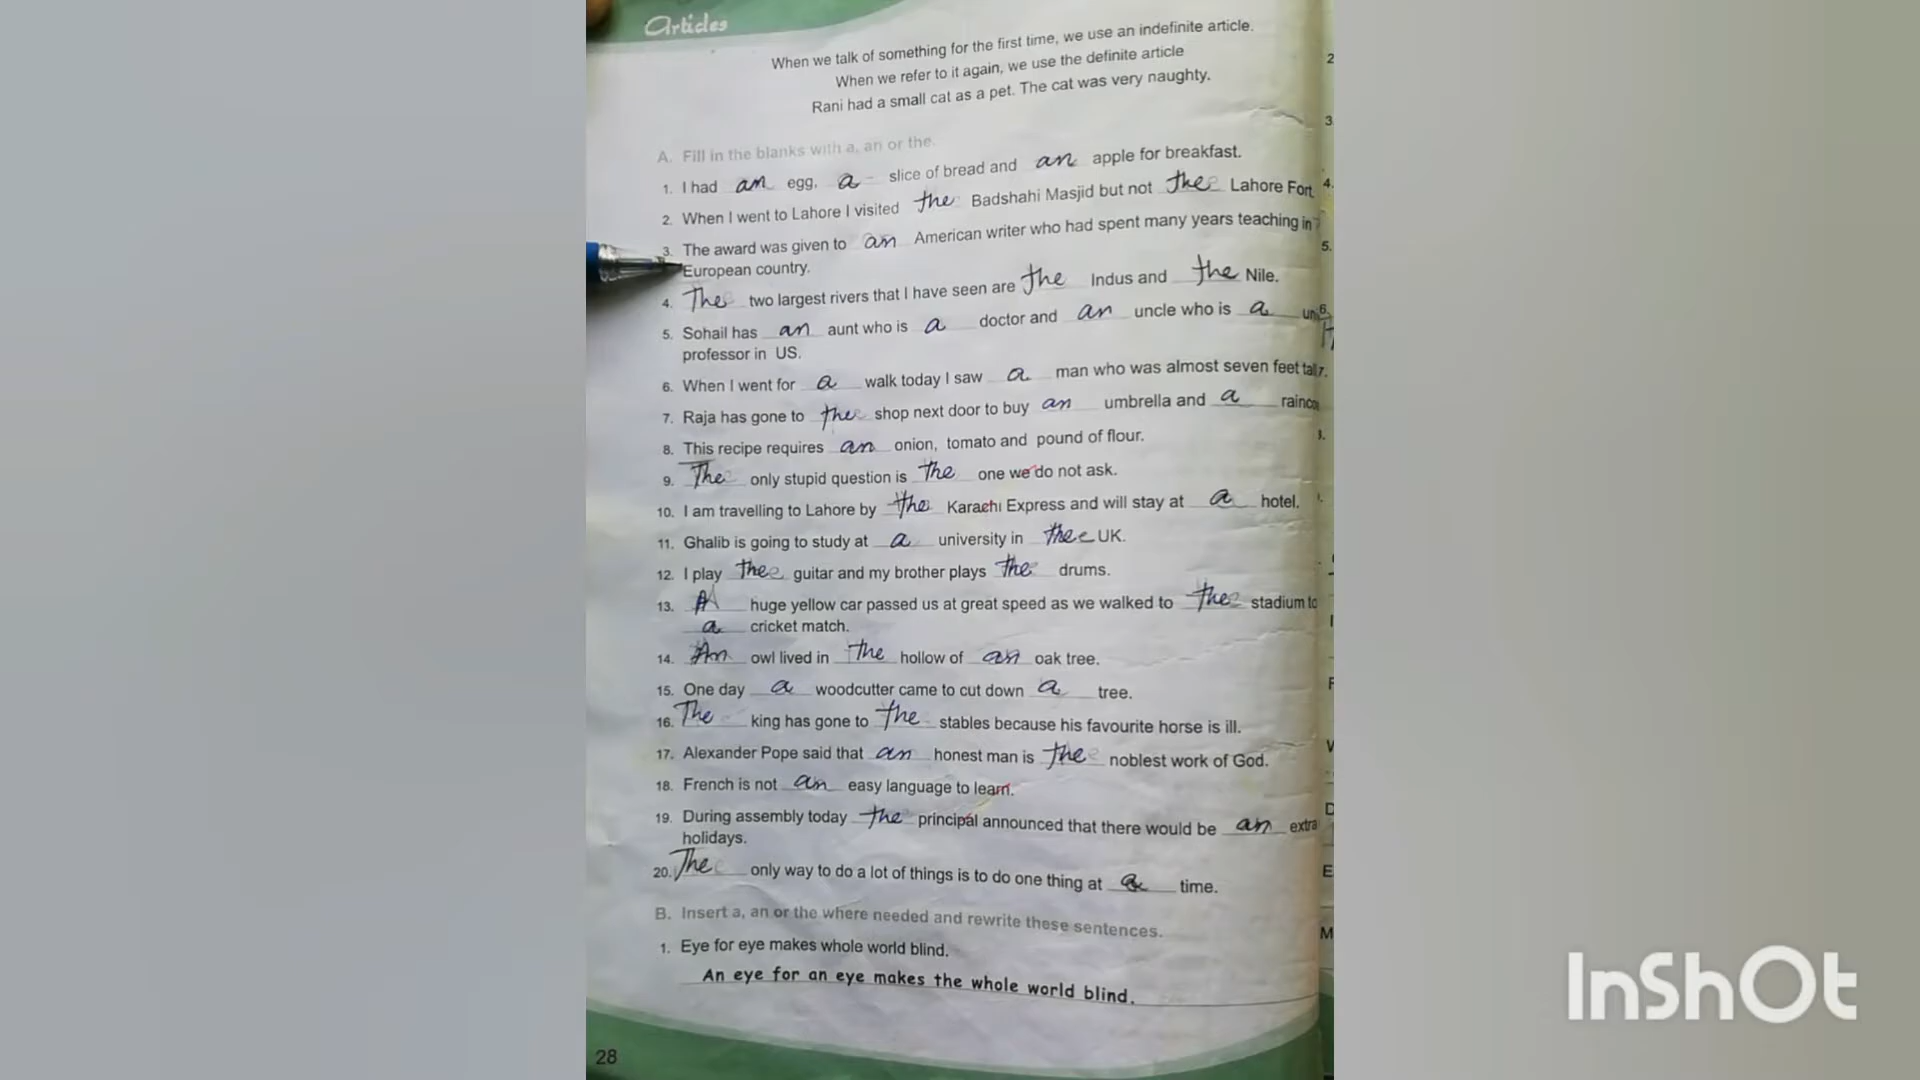 Articles
When we talk of something for the first time, we use an indefinite article.
When we refer to it again, we use the definite article
Rani had a small cat as a pet. The cat was very naughty.
A. Fill in the blanks with a, an or the.
1. I had an egg, a slice of bread and an apple for breakfast.
2. When I went to Lahore I visited the Badshahi Masjid but not the Lahore Fort
3. The award was given to an American writer who had spent many years teaching in
European country.
4. The two largest rivers that I have seen are the Indus and the Nile.
5. Sohail has an aunt who is a doctor and an uncle who is a
professor in US.
6. When I went for a walk today I saw a man who was almost seven feet tall
7. Raja has gone to the shop next door to buy an umbrella and a rainco
8. This recipe requires an onion, tomato and pound of flour.
9. The only stupid question is the one we do not ask.
10. I am travelling to Lahore by the Karachi Express and will stay at a hotel.
11. Ghalib is going to study at a university in the UK.
12. I play the guitar and my brother plays the drums.
13. A huge yellow car passed us at great speed as we walked to the stadium to
a cricket match.
14. An owl lived in the hollow of an oak tree.
15. One day a woodcutter came to cut down a tree.
16. The king has gone to the stables because his favourite horse is ill.
17. Alexander Pope said that an honest man is the noblest work of God.
18. French is not an easy language to learn.
19. During assembly today the principal announced that there would be an extra
holidays.
20. The only way to do a lot of things is to do one thing at a time.
B. Insert a, an or the where needed and rewrite these sentences.
1. Eye for eye makes whole world blind.
An eye for an eye makes the whole world blind.
28
InShOt